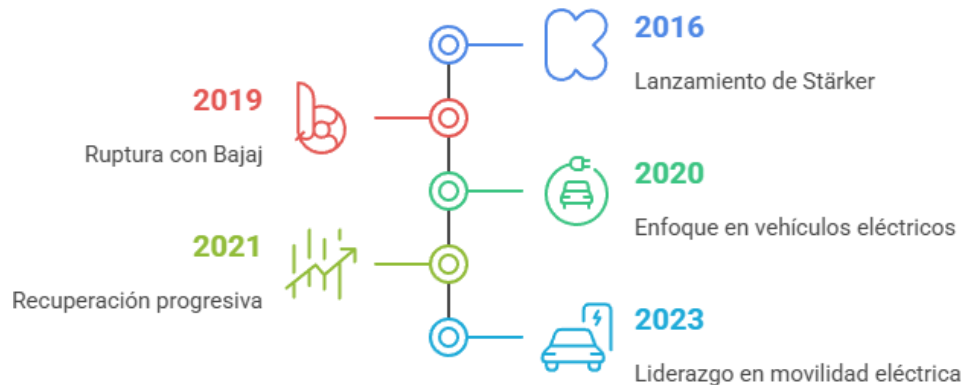 2016
Lanzamiento de Stärker
2019
Ruptura con Bajaj
2020
Enfoque en vehículos eléctricos
2021
Recuperación progresiva
2023
Liderazgo en movilidad eléctrica